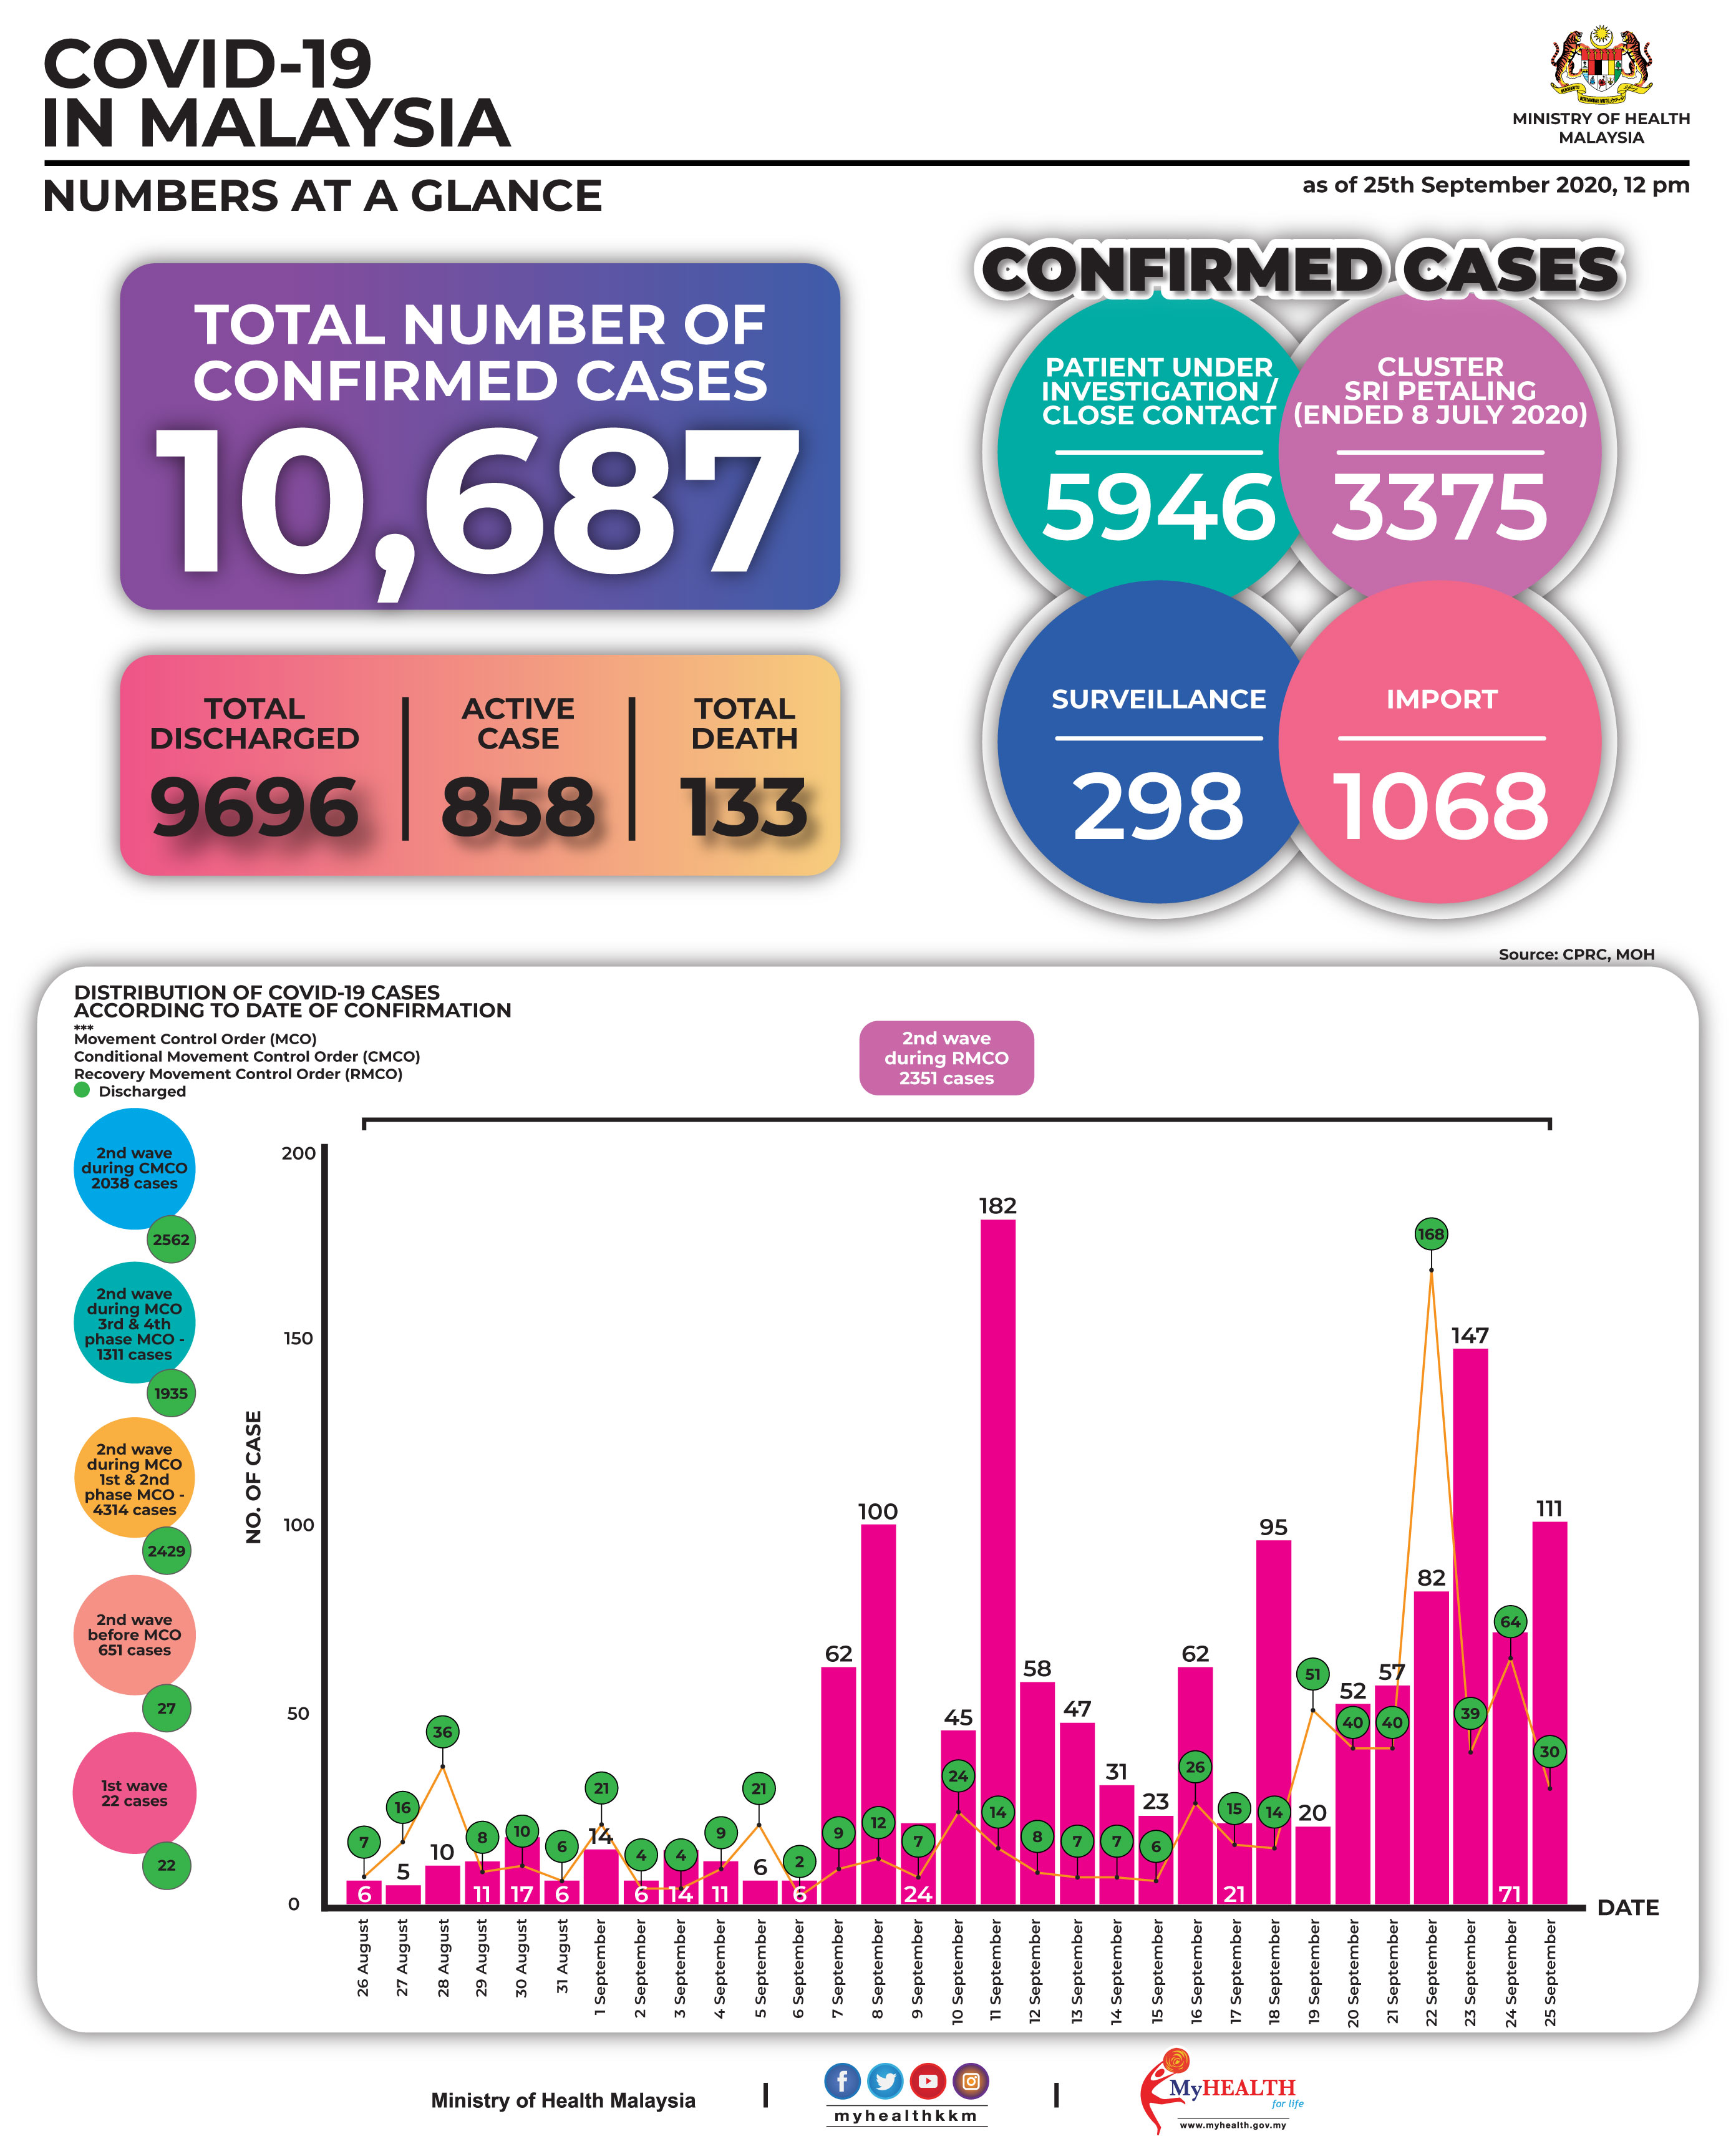 COVID-19
IN MALAYSIA
MINISTRY OF HEALTH
MALAYSIA
NUMBERS AT A GLANCE
as of 25th September 2020, 12 pm
TOTAL NUMBER OF
CONFIRMED CASES
10,687
TOTAL
DISCHARGED
9696
ACTIVE
CASE
858
TOTAL
DEATH
133
CONFIRMED CASES
PATIENT UNDER
INVESTIGATION /
CLOSE CONTACT
5946
CLUSTER
SRI PETALING
(ENDED 8 JULY 2020)
3375
SURVEILLANCE
298
IMPORT
1068
Source: CPRC, MOH
DISTRIBUTION OF COVID-19 CASES
ACCORDING TO DATE OF CONFIRMATION
***
Movement Control Order (MCO)
Conditional Movement Control Order (CMCO)
Recovery Movement Control Order (RMCO)
Discharged
2nd wave
during RMCO
2351 cases
2nd wave
during CMCO
2038 cases
2562
2nd wave
during MCO
3rd & 4th
phase MCO -
1311 cases
1935
2nd wave
during MCO
1st & 2nd
phase MCO -
4314 cases
2429
2nd wave
before MCO
651 cases
27
1st wave
22 cases
22
NO. OF CASE
200
150
100
50
0
7
16
36
8
10
6
21
4
4
9
21
2
9
12
7
24
14
8
7
7
6
26
15
14
51
40
40
168
39
64
30
6
5
10
11
17
6
14
6
14
11
6
6
62
100
24
45
182
58
47
31
23
62
21
95
20
52
57
82
147
71
111
DATE
26 August
27 August
28 August
29 August
30 August
31 August
1 September
2 September
3 September
4 September
5 September
6 September
7 September
8 September
9 September
10 September
11 September
12 September
13 September
14 September
15 September
16 September
17 September
18 September
19 September
20 September
21 September
22 September
23 September
24 September
25 September
Ministry of Health Malaysia
myhealthkkm
MyHEALTH
for life
www.myhealth.gov.my